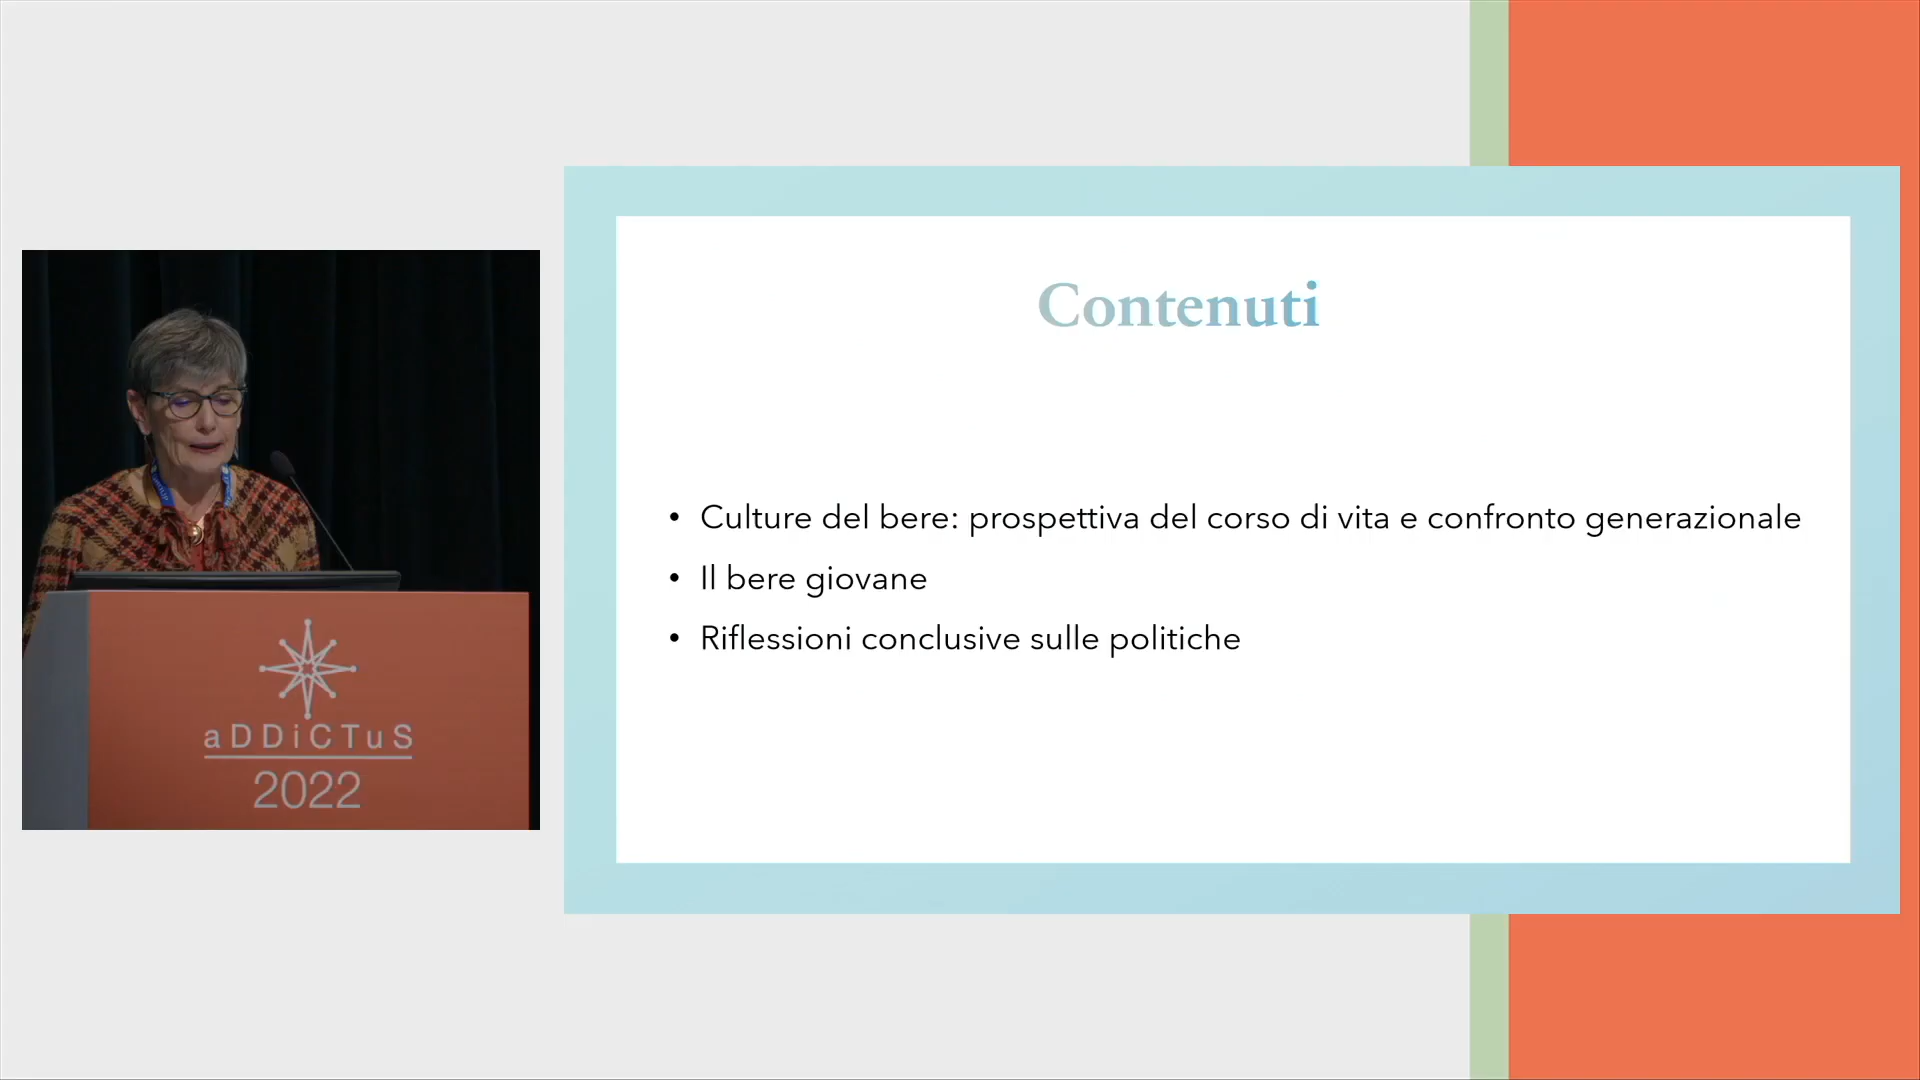 Contenuti
• Culture del bere: prospettiva del corso di vita e confronto generazionale
• Il bere giovane
• Riflessioni conclusive sulle politiche
aDDiCTuS
2022